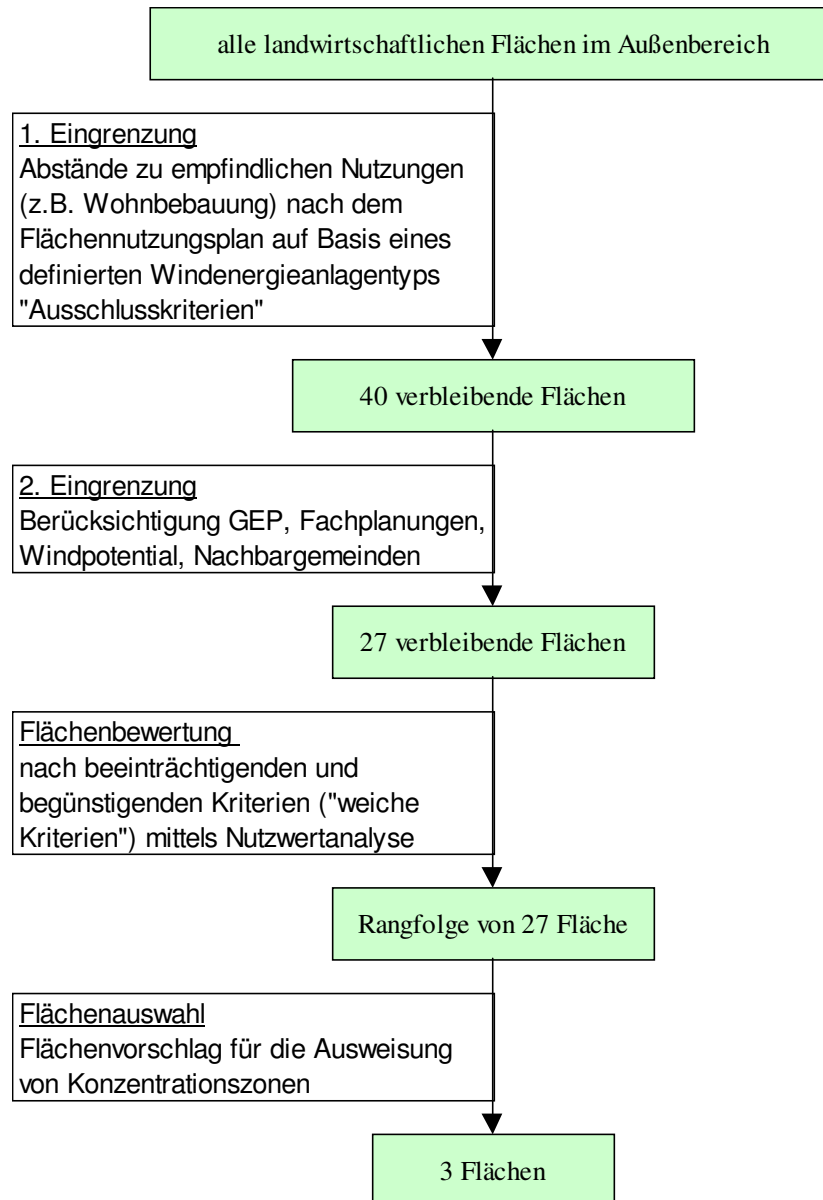 alle landwirtschaftlichen Flächen im Außenbereich
1. Eingrenzung
Abstände zu empfindlichen Nutzungen
(z.B. Wohnbebauung) nach dem
Flächennutzungsplan auf Basis eines
definierten Windenergieanlagentyps
"Ausschlusskriterien"
40 verbleibende Flächen
2. Eingrenzung
Berücksichtigung GEP, Fachplanungen,
Windpotential, Nachbargemeinden
27 verbleibende Flächen
Flächenbewertung
nach beeinträchtigenden und
begünstigenden Kriterien ("weiche
Kriterien") mittels Nutzwertanalyse
Rangfolge von 27 Fläche
Flächenauswahl
Flächenvorschlag für die Ausweisung
von Konzentrationszonen
3 Flächen